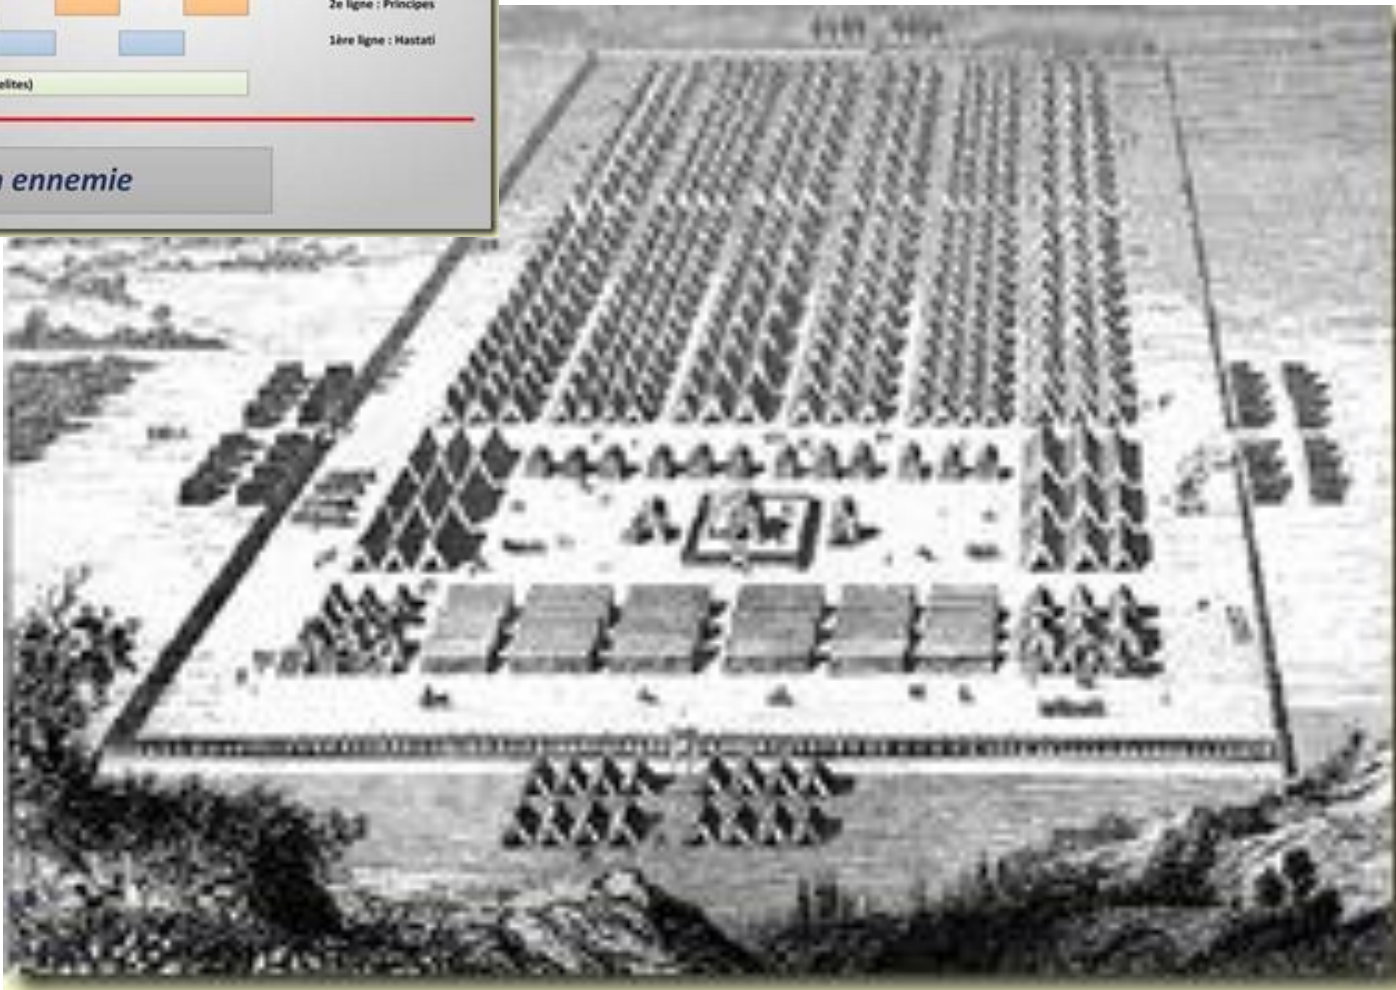 2e ligne : Principes
1ère ligne : Hastati
elites)
ennemie